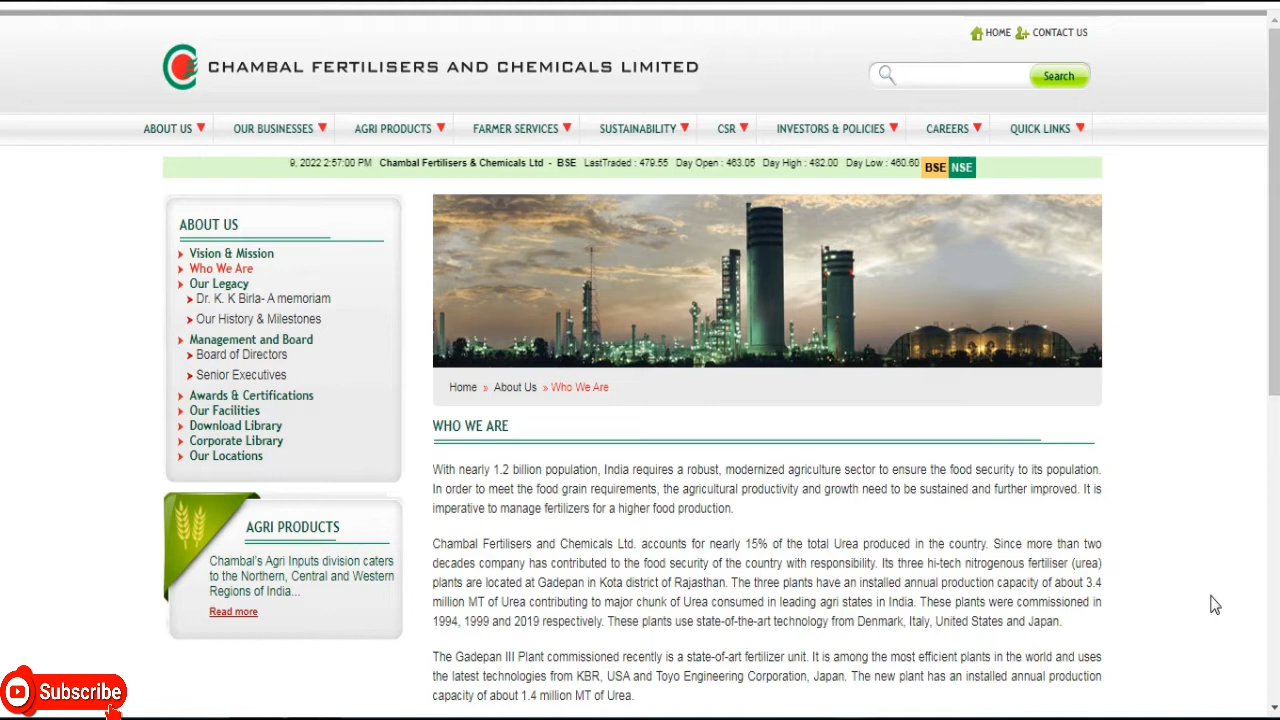 HOME CONTACT US
CHAMBAL FERTILISERS AND CHEMICALS LIMITED
Search
ABOUT US OUR BUSINESSES AGRI PRODUCTS FARMER SERVICES SUSTAINABILITY CSR INVESTORS & POLICIES CAREERS QUICK LINKS
9, 2022 2:57:00 PM Chambal Fertilisers & Chemicals Ltd - BSE LastTraded : 479.55 Day Open : 463.05 Day High : 482.00 Day Low : 460.60 BSE NSE
ABOUT US
Vision & Mission
Who We Are
Our Legacy
Dr. K. K Birla- A memoriam
Our History & Milestones
Management and Board
Board of Directors
Senior Executives
Awards & Certifications
Our Facilities
Download Library
Corporate Library
Our Locations
AGRI PRODUCTS
Chambal's Agri Inputs division caters
to the Northern, Central and Western
Regions of India...
Read more
Home » About Us » Who We Are
WHO WE ARE
With nearly 1.2 billion population, India requires a robust, modernized agriculture sector to ensure the food security to its population.
In order to meet the food grain requirements, the agricultural productivity and growth need to be sustained and further improved. It is
imperative to manage fertilizers for a higher food production.
Chambal Fertilisers and Chemicals Ltd. accounts for nearly 15% of the total Urea produced in the country. Since more than two
decades company has contributed to the food security of the country with responsibility. Its three hi-tech nitrogenous fertiliser (urea)
plants are located at Gadepan in Kota district of Rajasthan. The three plants have an installed annual production capacity of about 3.4
million MT of Urea contributing to major chunk of Urea consumed in leading agri states in India. These plants were commissioned in
1994, 1999 and 2019 respectively. These plants use state-of-the-art technology from Denmark, Italy, United States and Japan.
The Gadepan III Plant commissioned recently is a state-of-art fertilizer unit. It is among the most efficient plants in the world and uses
the latest technologies from KBR, USA and Toyo Engineering Corporation, Japan. The new plant has an installed annual production
capacity of about 1.4 million MT of Urea.
Subscribe